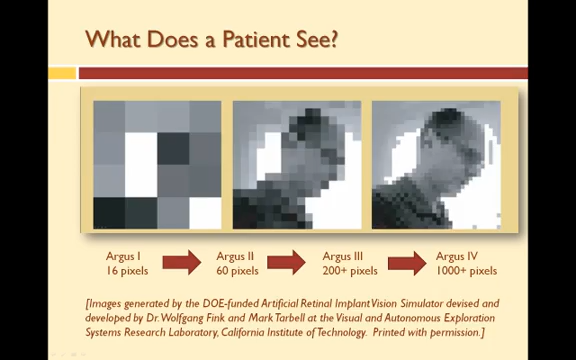 What Does a Patient See?
Argus I
16 pixels
Argus II
60 pixels
Argus III
200+ pixels
Argus IV
1000+ pixels
[Images generated by the DOE-funded Artificial Retinal Implant Vision Simulator devised and
developed by Dr. Wolfgang Fink and Mark Tarbell at the Visual and Autonomous Exploration
Systems Research Laboratory, California Institute of Technology. Printed with permission.]